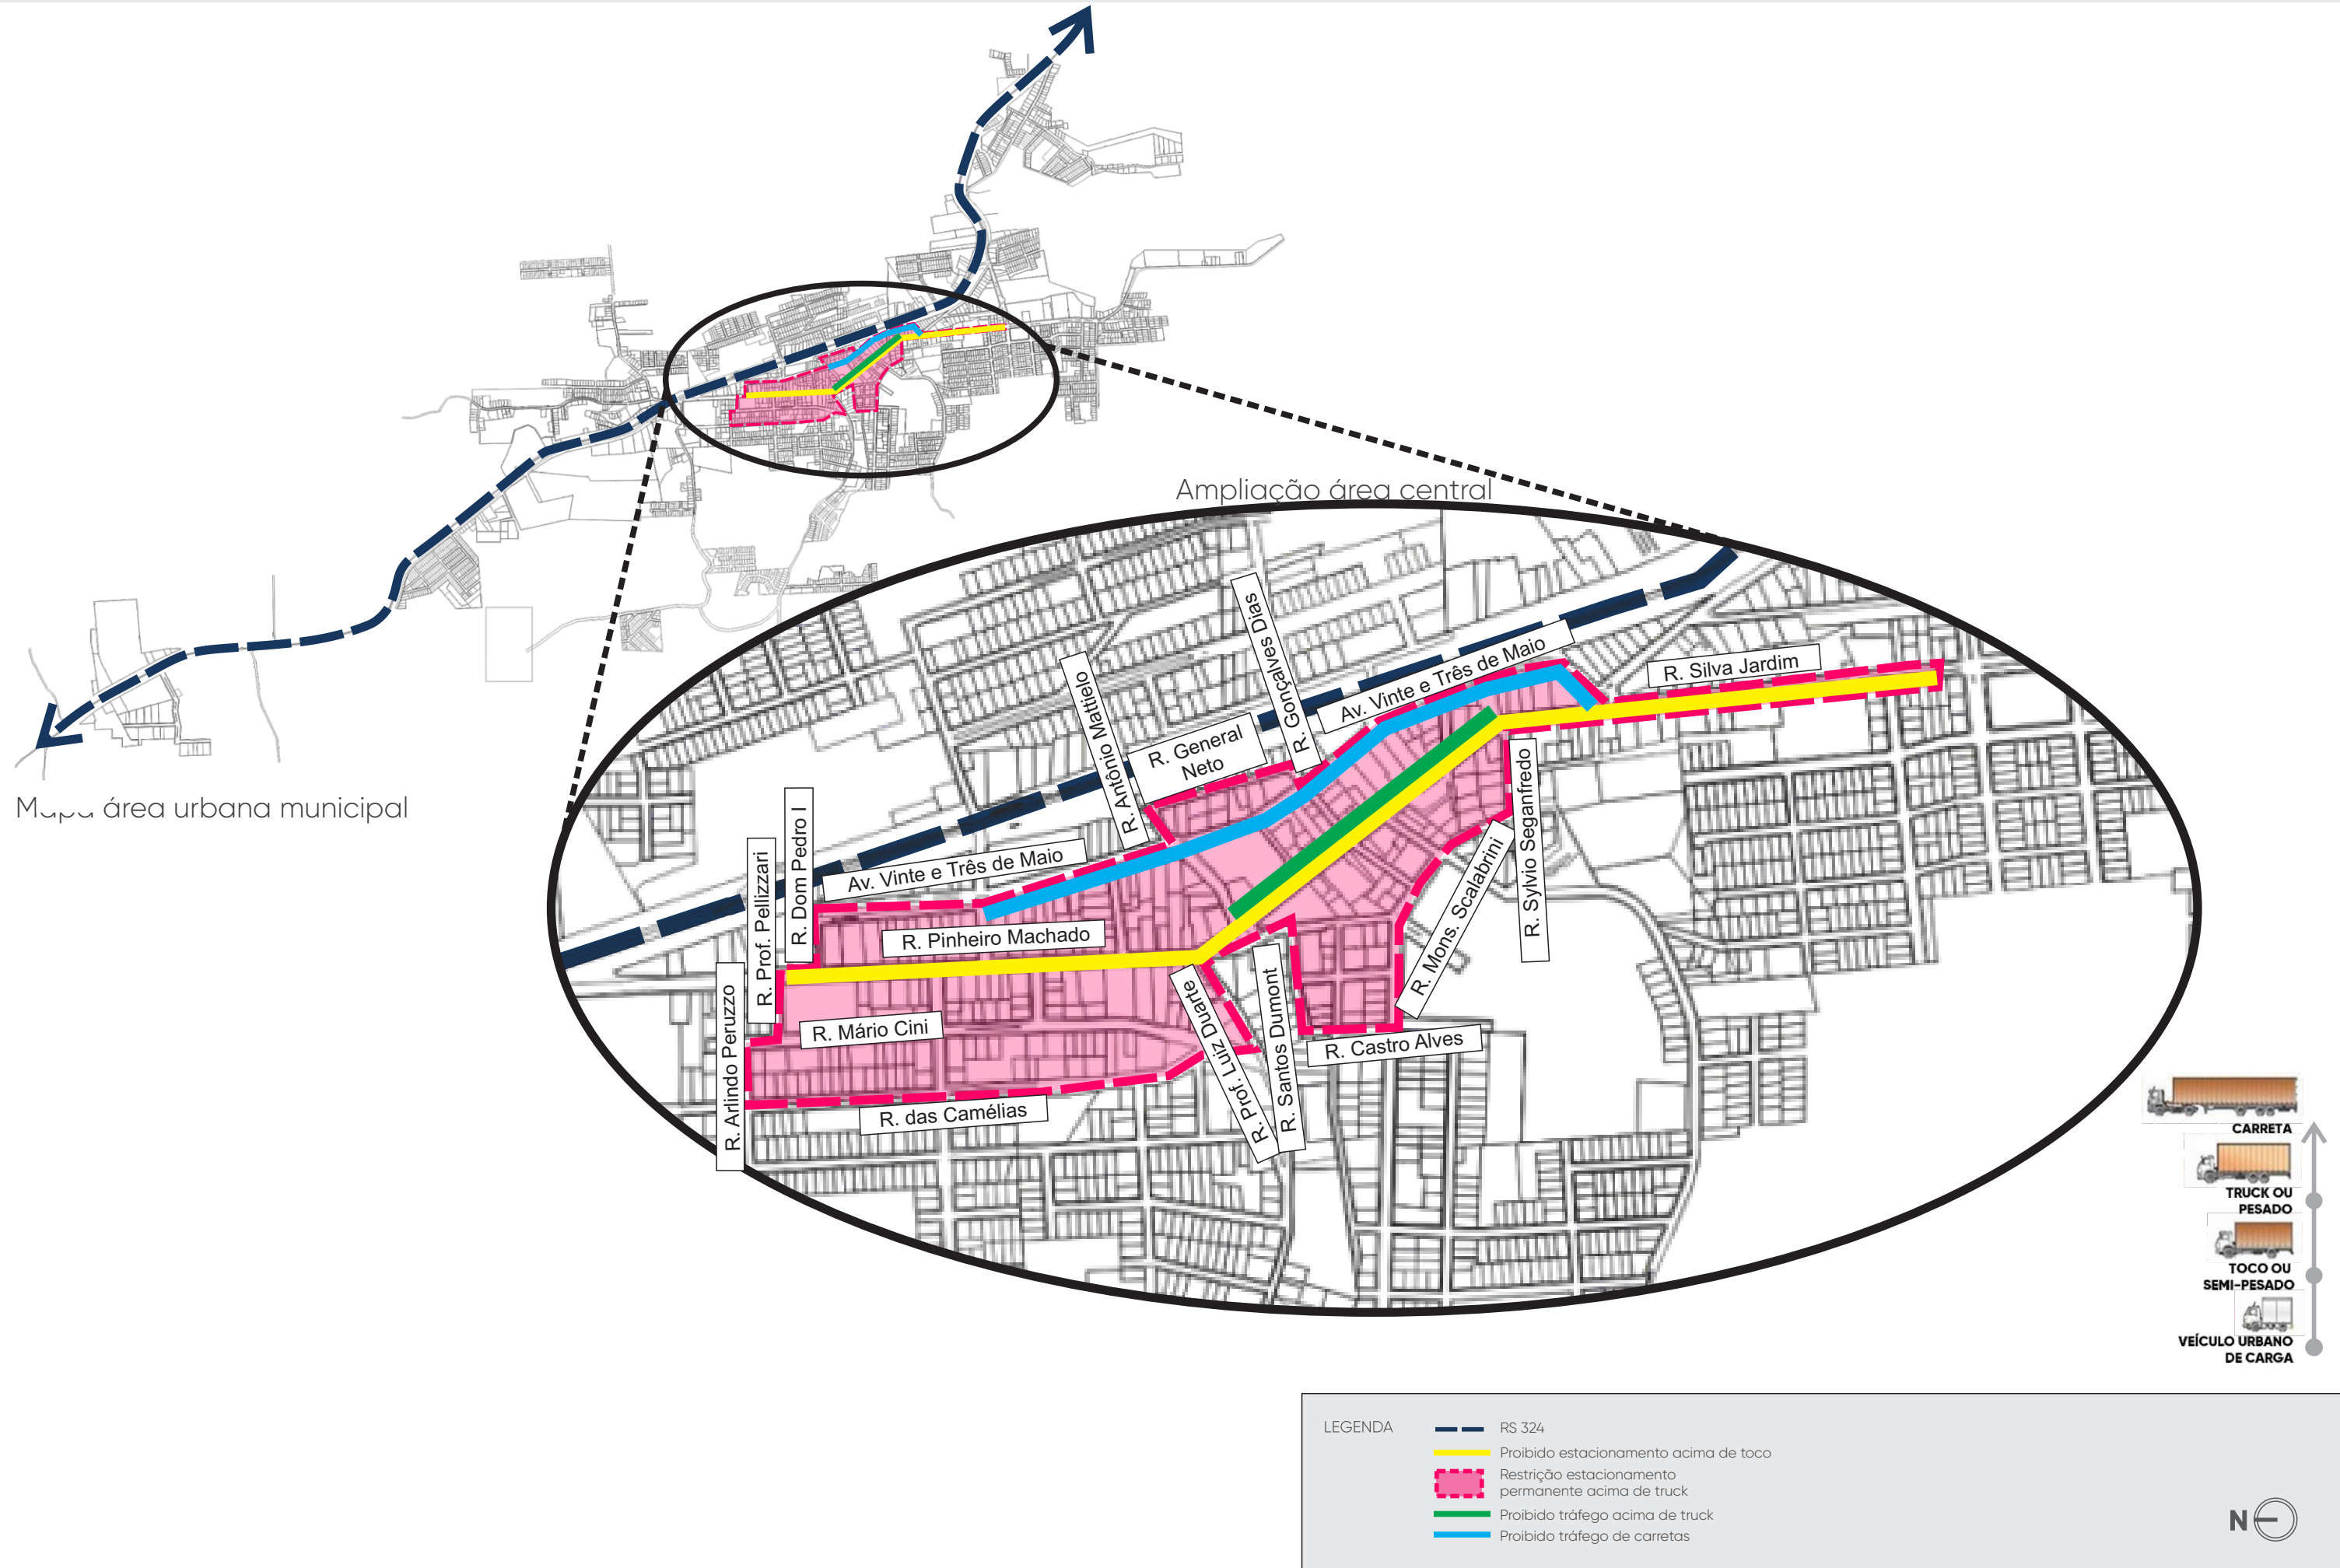 Ampliação área central
Mapa área urbana municipal
R. Gonçalves Dias
R. Antônio Mattielo
R. General
Neto
Av. Vinte e Três de Maio
R. Silva Jardim
R. Prof. Pellizzari
R. Dom Pedro I
Av. Vinte e Três de Maio
R. Pinheiro Machado
R. Sylvio Seganfredo
R. Mons. Scalabrini
R. Arlindo Peruzzo
R. Mário Cini
R. Prof. Luiz Duarte
R. Santos Dumont
R. Castro Alves
R. das Camélias
CARRETA
TRUCK OU
PESADO
TOCO OU
SEMI-PESADO
VEÍCULO URBANO
DE CARGA
LEGENDA
RS 324
Proibido estacionamento acima de toco
Restrição estacionamento
permanente acima de truck
Proibido tráfego acima de truck
Proibido tráfego de carretas
N